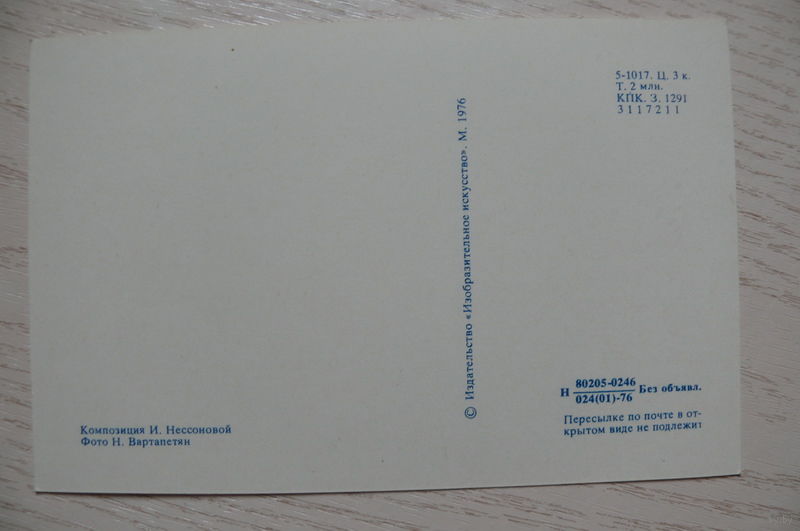 5-1017. Ц. 3 к.
Т. 2 млн.
КПК. З. 1291
3117211
© Издательство «Изобразительное искусство». М. 1976
Н 80205-0246 Без объявл.
024(01)-76
Пересылке по почте в от-
крытом виде не подлежит
Композиция И. Нессоновой
Фото Н. Вартапетян